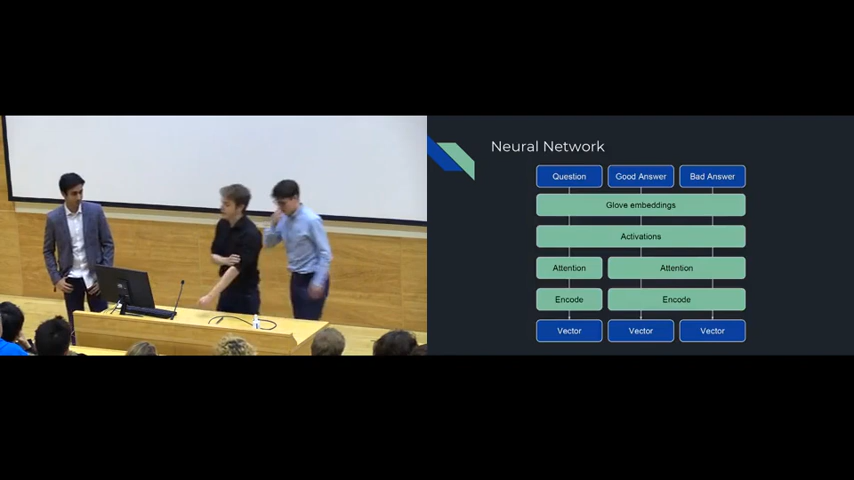 Neural Network
Question Good Answer Bad Answer
Glove embeddings
Activations
Attention Attention
Encode Encode
Vector Vector Vector